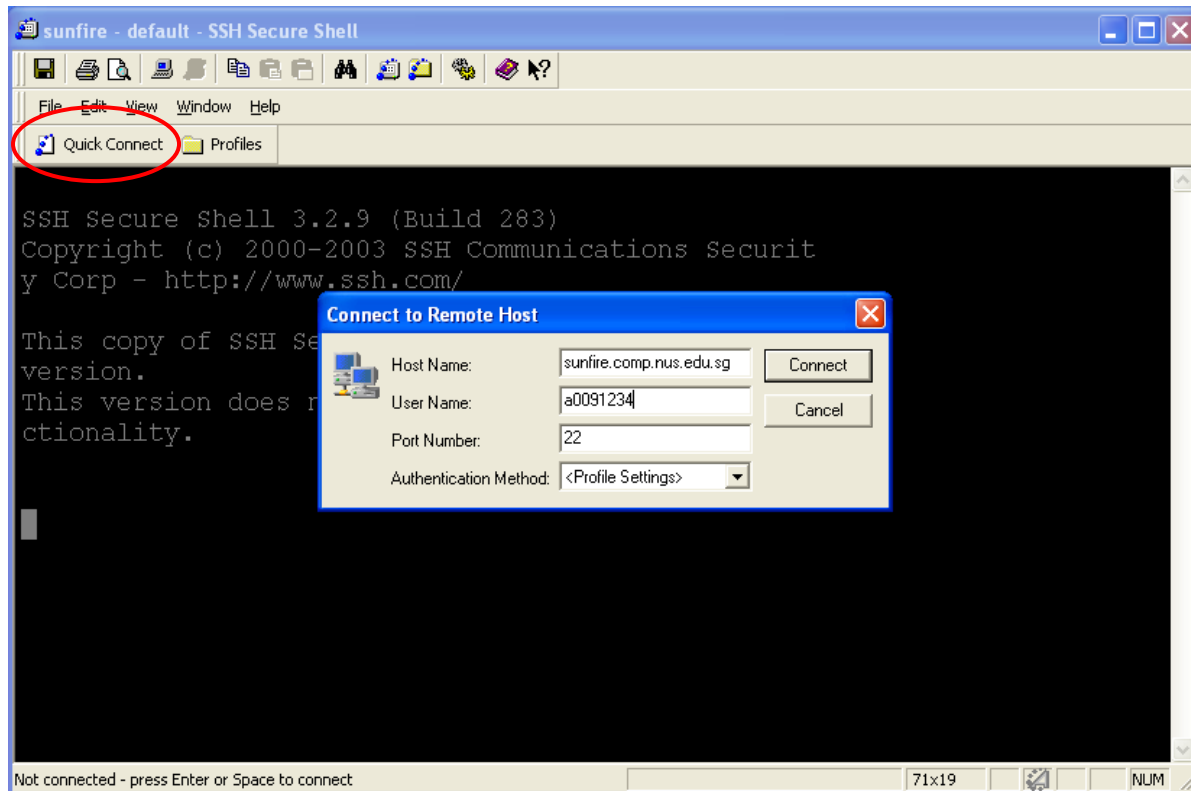 sunfire - default - SSH Secure Shell
File Edit View Window Help
Quick Connect Profiles
SSH Secure Shell 3.2.9 (Build 283)
Copyright (c) 2000-2003 SSH Communications Securit
y Corp - http://www.ssh.com/
This copy of SSH Se
version.
This version does
ctionality.
Connect to Remote Host
Host Name: sunfire.comp.nus.edu.sg Connect
User Name: a0091234 Cancel
Port Number: 22
Authentication Method: <Profile Settings>
Not connected - press Enter or Space to connect 71x19 NUM